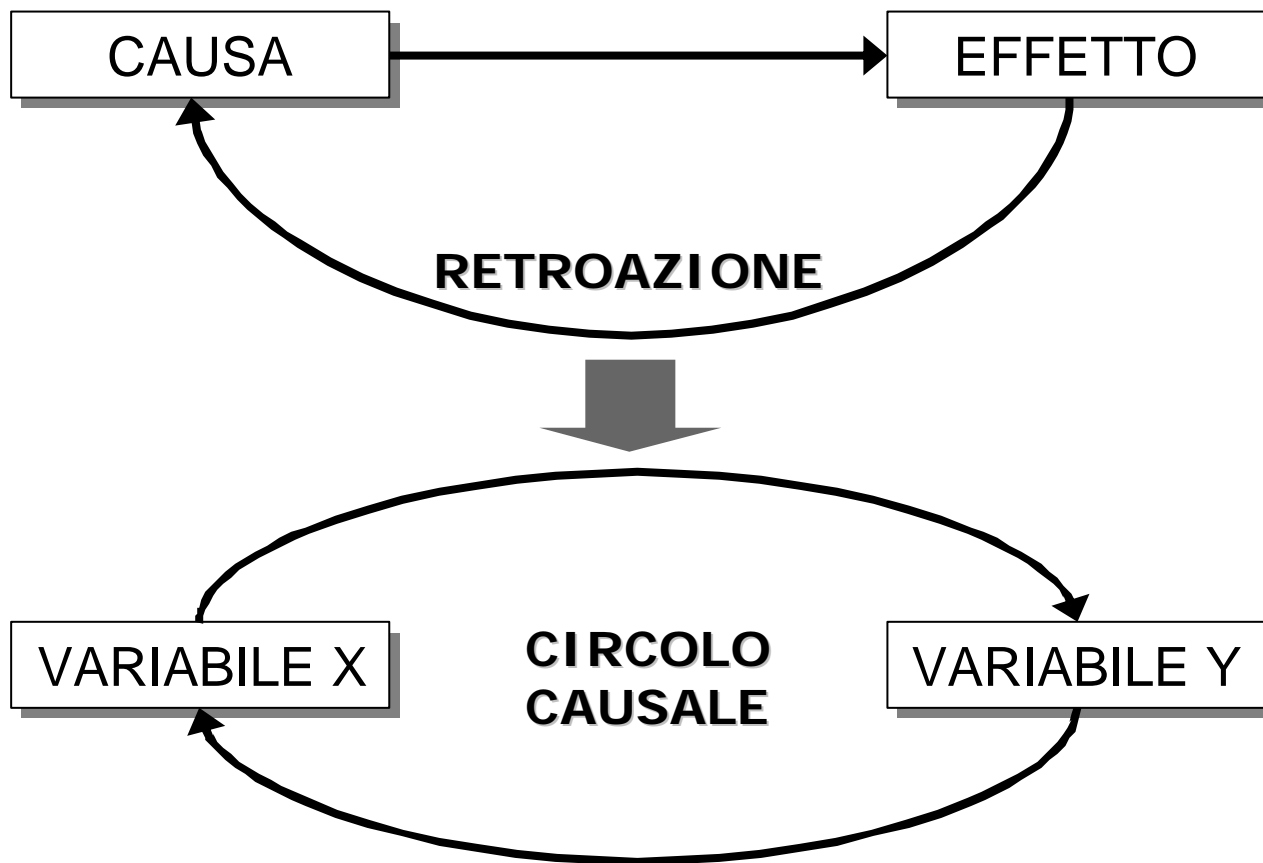 CAUSA
EFFETTO
RETROAZIONE
VARIABILE X
CIRCOLO
CAUSALE
VARIABILE Y